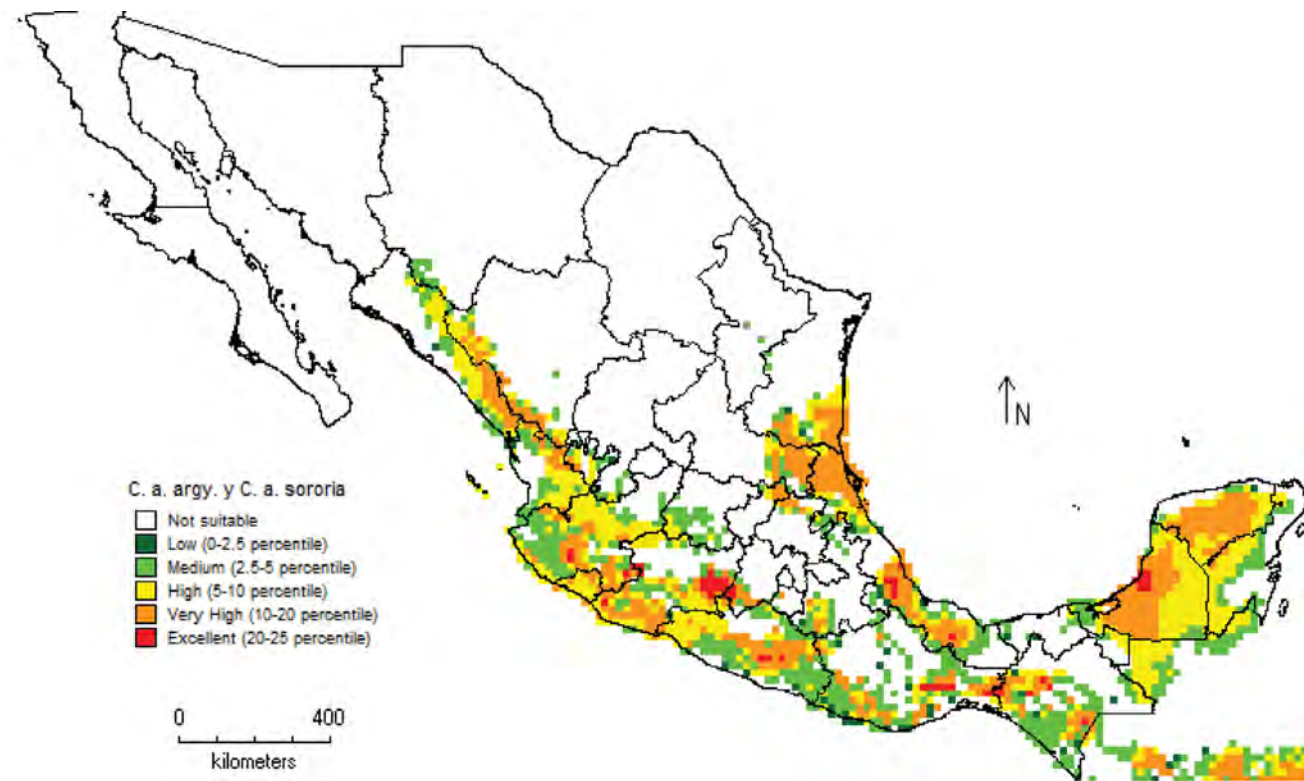 N
C. a. argy. y C. a. sororia
Not suitable
Low (0-2.5 percentile)
Medium (2.5-5 percentile)
High (5-10 percentile)
Very High (10-20 percentile)
Excellent (20-25 percentile)
0 400
kilometers